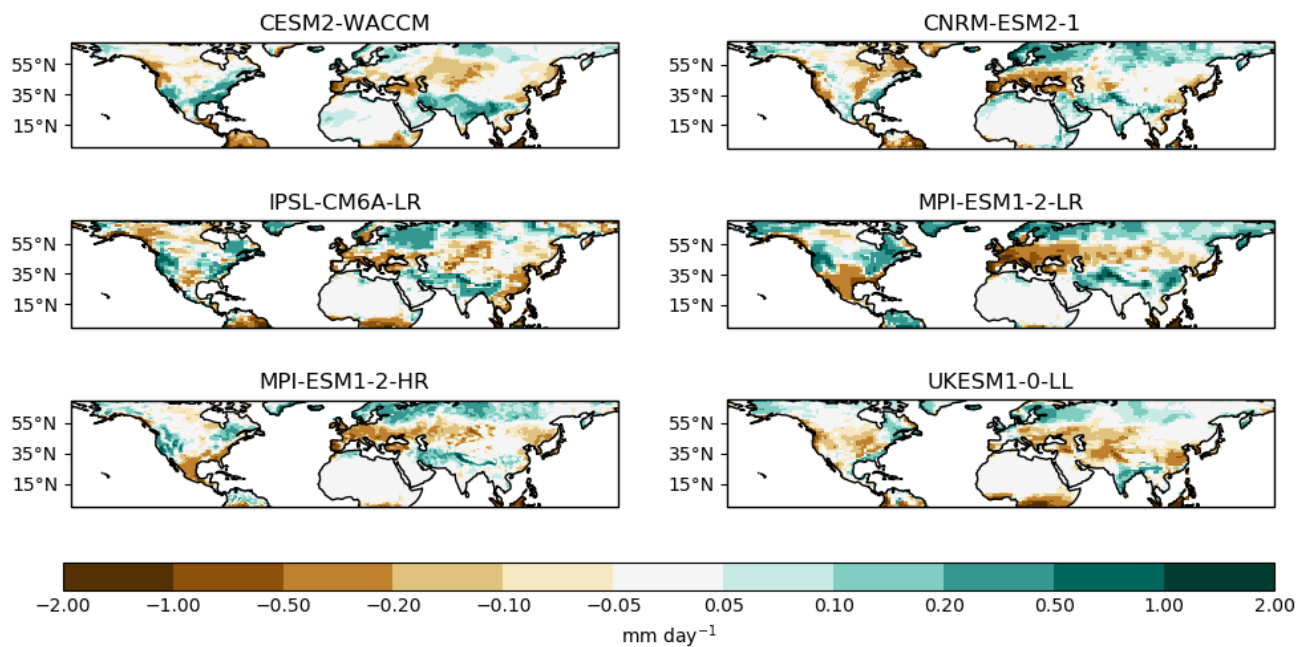 CESM2-WACCM
CNRM-ESM2-1
55°N
35°N
15°N
55°N
35°N
15°N
IPSL-CM6A-LR
MPI-ESM1-2-LR
55°N
35°N
15°N
55°N
35°N
15°N
MPI-ESM1-2-HR
UKESM1-0-LL
55°N
35°N
15°N
55°N
35°N
15°N
−2.00 −1.00 −0.50 −0.20 −0.10 −0.05 0.05 0.10 0.20 0.50 1.00 2.00
mm day⁻¹